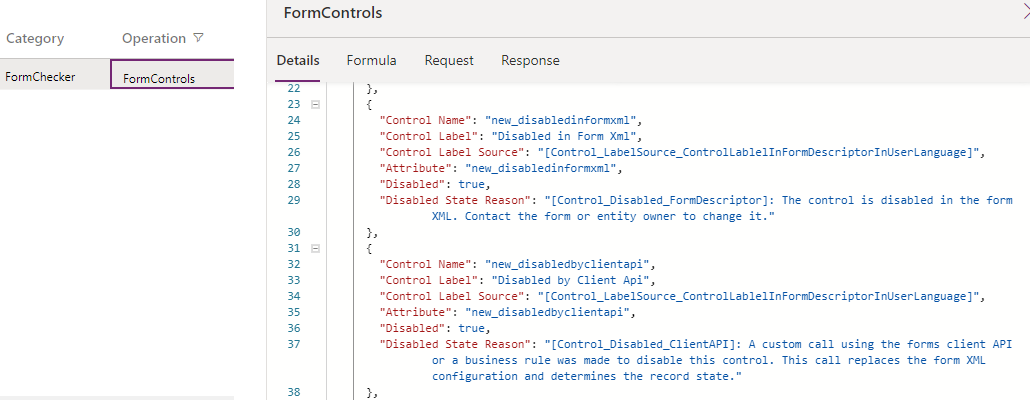 FormControls
Category Operation
Details Formula Request Response
FormChecker FormControls
22 },
23 {
24 "Control Name": "new_disabledinformxml",
25 "Control Label": "Disabled in Form Xml",
26 "Control Label Source": "[Control_LabelSource_ControlLablelInFormDescriptorInUserLanguage]",
27 "Attribute": "new_disabledinformxml",
28 "Disabled": true,
29 "Disabled State Reason": "[Control_Disabled_FormDescriptor]: The control is disabled in the form
XML. Contact the form or entity owner to change it."
30 },
31 {
32 "Control Name": "new_disabledbyclientapi",
33 "Control Label": "Disabled by Client Api",
34 "Control Label Source": "[Control_LabelSource_ControlLablelInFormDescriptorInUserLanguage]",
35 "Attribute": "new_disabledbyclientapi",
36 "Disabled": true,
37 "Disabled State Reason": "[Control_Disabled_ClientAPI]: A custom call using the forms client API
or a business rule was made to disable this control. This call replaces the form XML
configuration and determines the record state."
38 },